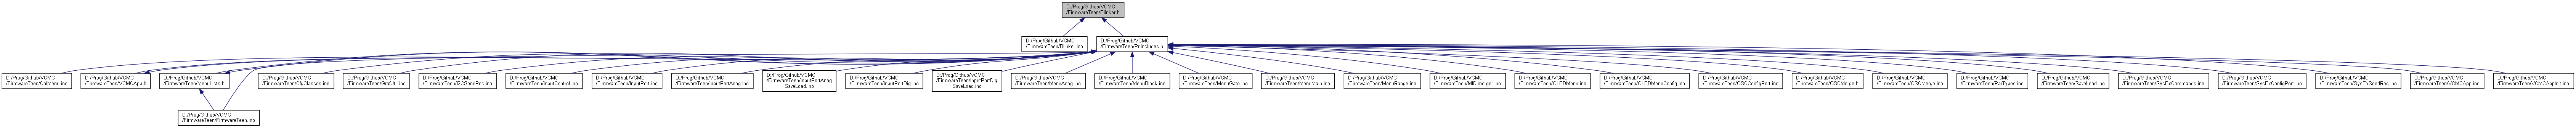 D:/Prog/Github/VCMC
/FirmwareTeen/Blinker.h
D:/Prog/Github/VCMC
/FirmwareTeen/Blinker.ino
D:/Prog/Github/VCMC
/FirmwareTeen/PrjIncludes.h
D:/Prog/Github/VCMC
/FirmwareTeen/CalMenu.ino
D:/Prog/Github/VCMC
/FirmwareTeen/VCMCApp.h
D:/Prog/Github/VCMC
/FirmwareTeen/MenuLists.h
D:/Prog/Github/VCMC
/FirmwareTeen/CfgClasses.ino
D:/Prog/Github/VCMC
/FirmwareTeen/GrafUtil.ino
D:/Prog/Github/VCMC
/FirmwareTeen/I2CSendRec.ino
D:/Prog/Github/VCMC
/FirmwareTeen/InputControl.ino
D:/Prog/Github/VCMC
/FirmwareTeen/InputPort.ino
D:/Prog/Github/VCMC
/FirmwareTeen/InputPortAnag.ino
D:/Prog/Github/VCMC
/FirmwareTeen/InputPortAnag
SaveLoad.ino
D:/Prog/Github/VCMC
/FirmwareTeen/InputPortDig.ino
D:/Prog/Github/VCMC
/FirmwareTeen/InputPortDig
SaveLoad.ino
D:/Prog/Github/VCMC
/FirmwareTeen/MenuAnag.ino
D:/Prog/Github/VCMC
/FirmwareTeen/MenuBlock.ino
D:/Prog/Github/VCMC
/FirmwareTeen/MenuGate.ino
D:/Prog/Github/VCMC
/FirmwareTeen/MenuMain.ino
D:/Prog/Github/VCMC
/FirmwareTeen/MenuRange.ino
D:/Prog/Github/VCMC
/FirmwareTeen/MIDImerger.ino
D:/Prog/Github/VCMC
/FirmwareTeen/OLEDMenu.ino
D:/Prog/Github/VCMC
/FirmwareTeen/OLEDMenuConfig.ino
D:/Prog/Github/VCMC
/FirmwareTeen/OSCConfigPort.ino
D:/Prog/Github/VCMC
/FirmwareTeen/OSCMerge.h
D:/Prog/Github/VCMC
/FirmwareTeen/OSCMerge.ino
D:/Prog/Github/VCMC
/FirmwareTeen/ParTypes.ino
D:/Prog/Github/VCMC
/FirmwareTeen/SaveLoad.ino
D:/Prog/Github/VCMC
/FirmwareTeen/SysExCommands.ino
D:/Prog/Github/VCMC
/FirmwareTeen/SysExConfigPort.ino
D:/Prog/Github/VCMC
/FirmwareTeen/SysExSendRec.ino
D:/Prog/Github/VCMC
/FirmwareTeen/VCMCApp.ino
D:/Prog/Github/VCMC
/FirmwareTeen/VCMCAppInit.ino
D:/Prog/Github/VCMC
/FirmwareTeen/FirmwareTeen.ino